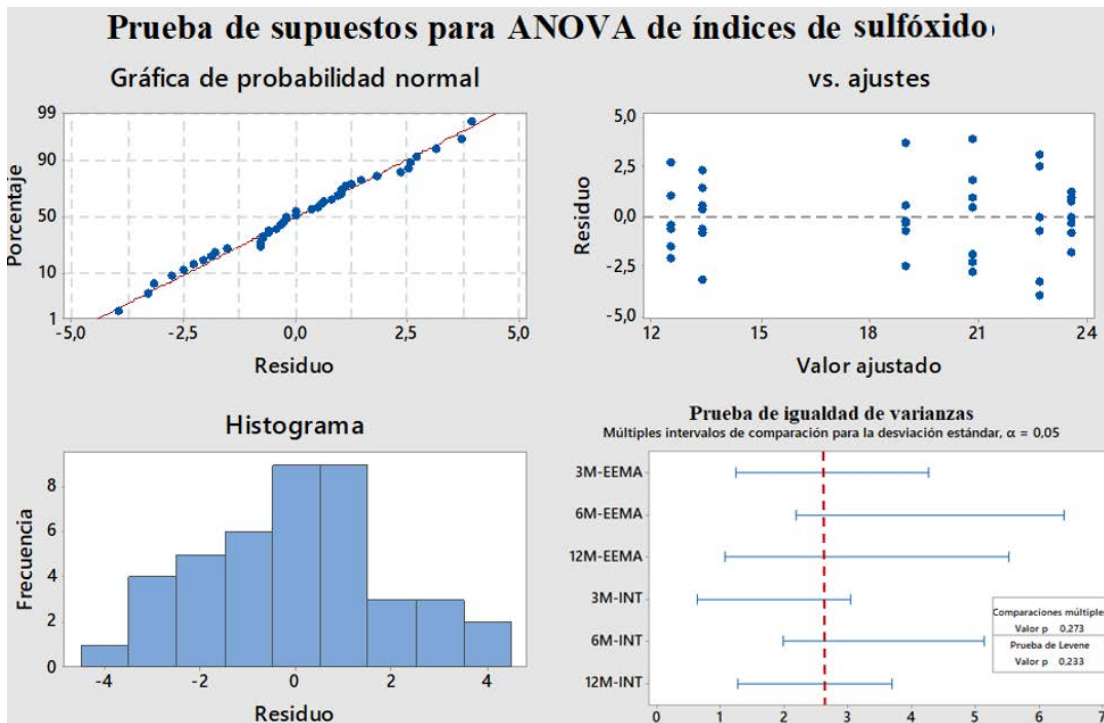 Prueba de supuestos para ANOVA de índices de sulfóxido
Gráfica de probabilidad normal
99
90
50
10
1
Porcentaje
-5,0 -2,5 0,0 2,5 5,0
Residuo
vs. ajustes
5,0
2,5
0,0
-2,5
-5,0
Residuo
12 15 18 21 24
Valor ajustado
Histograma
8
6
4
2
0
Frecuencia
-4 -2 0 2 4
Residuo
Prueba de igualdad de varianzas
Múltiples intervalos de comparación para la desviación estándar, α = 0,05
3M-EEMA
6M-EEMA
12M-EEMA
3M-INT
6M-INT
12M-INT
Comparaciones múltiple
Valor p 0,273
Prueba de Levene
Valor p 0,233
0 1 2 3 4 5 6 7